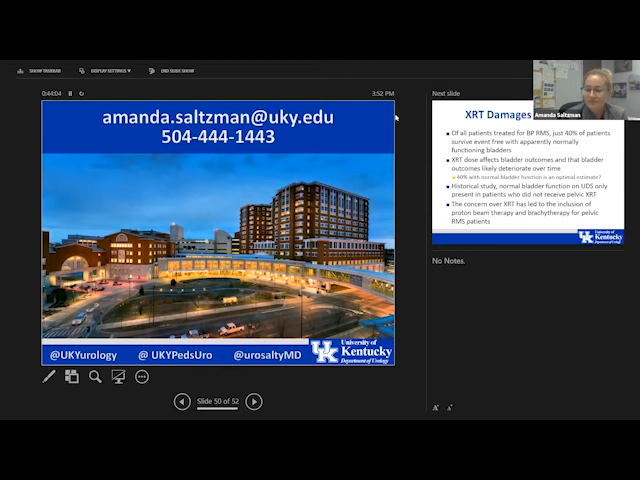 SHOW TASKBAR
DISPLAY SETTINGS
END SLIDE SHOW
0:44:04
3:52 PM
amanda.saltzman@uky.edu
504-444-1443
@UKYurology
@ UKYPedsUro
@urosaltyMD
UK
University of
Kentucky
Department of Urology
Slide 50 of 52
Next slide
XRT Damages
Of all patients treated for BP RMS, just 40% of patients
survive event free with apparently normally
functioning bladders
XRT dose affects bladder outcomes and that bladder
outcomes likely deteriorate over time
40% with normal bladder function is an optimal estimate?
Historical study, normal bladder function on UDS only
present in patients who did not receive pelvic XRT
The concern over XRT has led to the inclusion of
proton beam therapy and brachytherapy for pelvic
RMS patients
UK
University of
Kentucky
Department of Urology
No Notes.
Amanda Saltzman
A
A